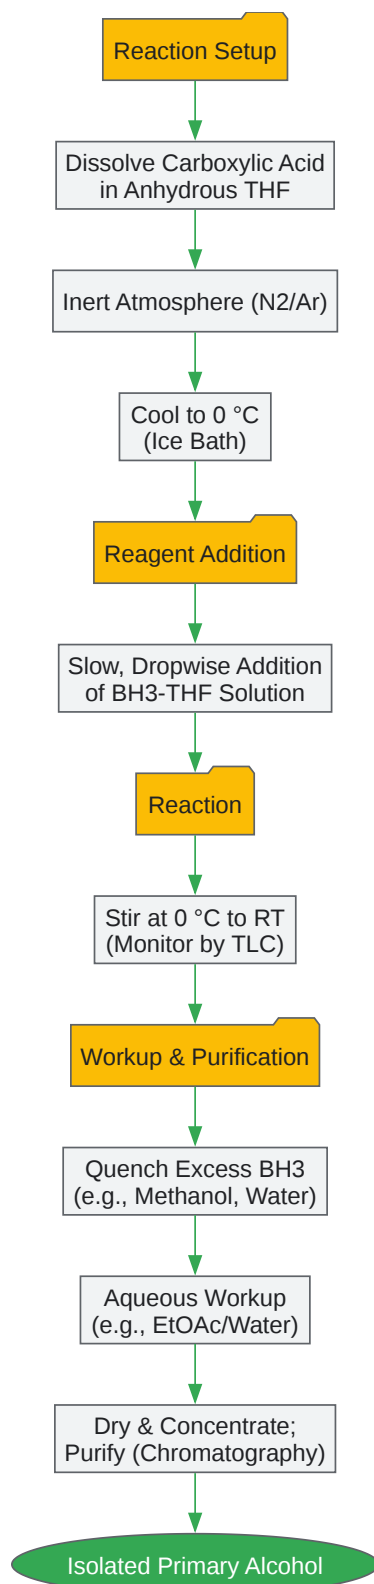 Reaction Setup
Dissolve Carboxylic Acid
in Anhydrous THF
Inert Atmosphere (N2/Ar)
Cool to 0 °C
(Ice Bath)
Reagent Addition
Slow, Dropwise Addition
of BH3-THF Solution
Reaction
Stir at 0 °C to RT
(Monitor by TLC)
Workup & Purification
Quench Excess BH3
(e.g., Methanol, Water)
Aqueous Workup
(e.g., EtOAc/Water)
Dry & Concentrate;
Purify (Chromatography)
Isolated Primary Alcohol